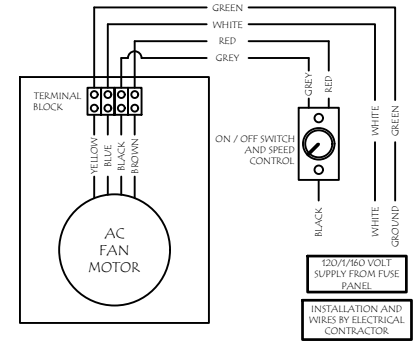 GREEN
WHITE
RED
GREY
TERMINAL
BLOCK
YELLOW
BLUE
BLACK
BROWN
GREY
RED
ON / OFF SWITCH
AND SPEED
CONTROL
BLACK
WHITE
GREEN
WHITE
GROUND
AC
FAN
MOTOR
120/1/160 VOLT
SUPPLY FROM FUSE
PANEL
INSTALLATION AND
WIRES BY ELECTRICAL
CONTRACTOR